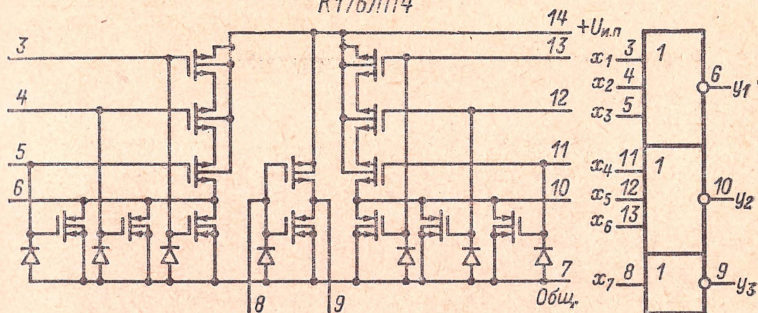 К176ЛП4
3
14 +Uи.п
13
4
12
5
11
6
10
7
Общ.
8
9
x1 3 1
x2 4 6 y1
x3 5
x4 11 1
x5 12 10 y2
x6 13
x7 8 1 9 y3